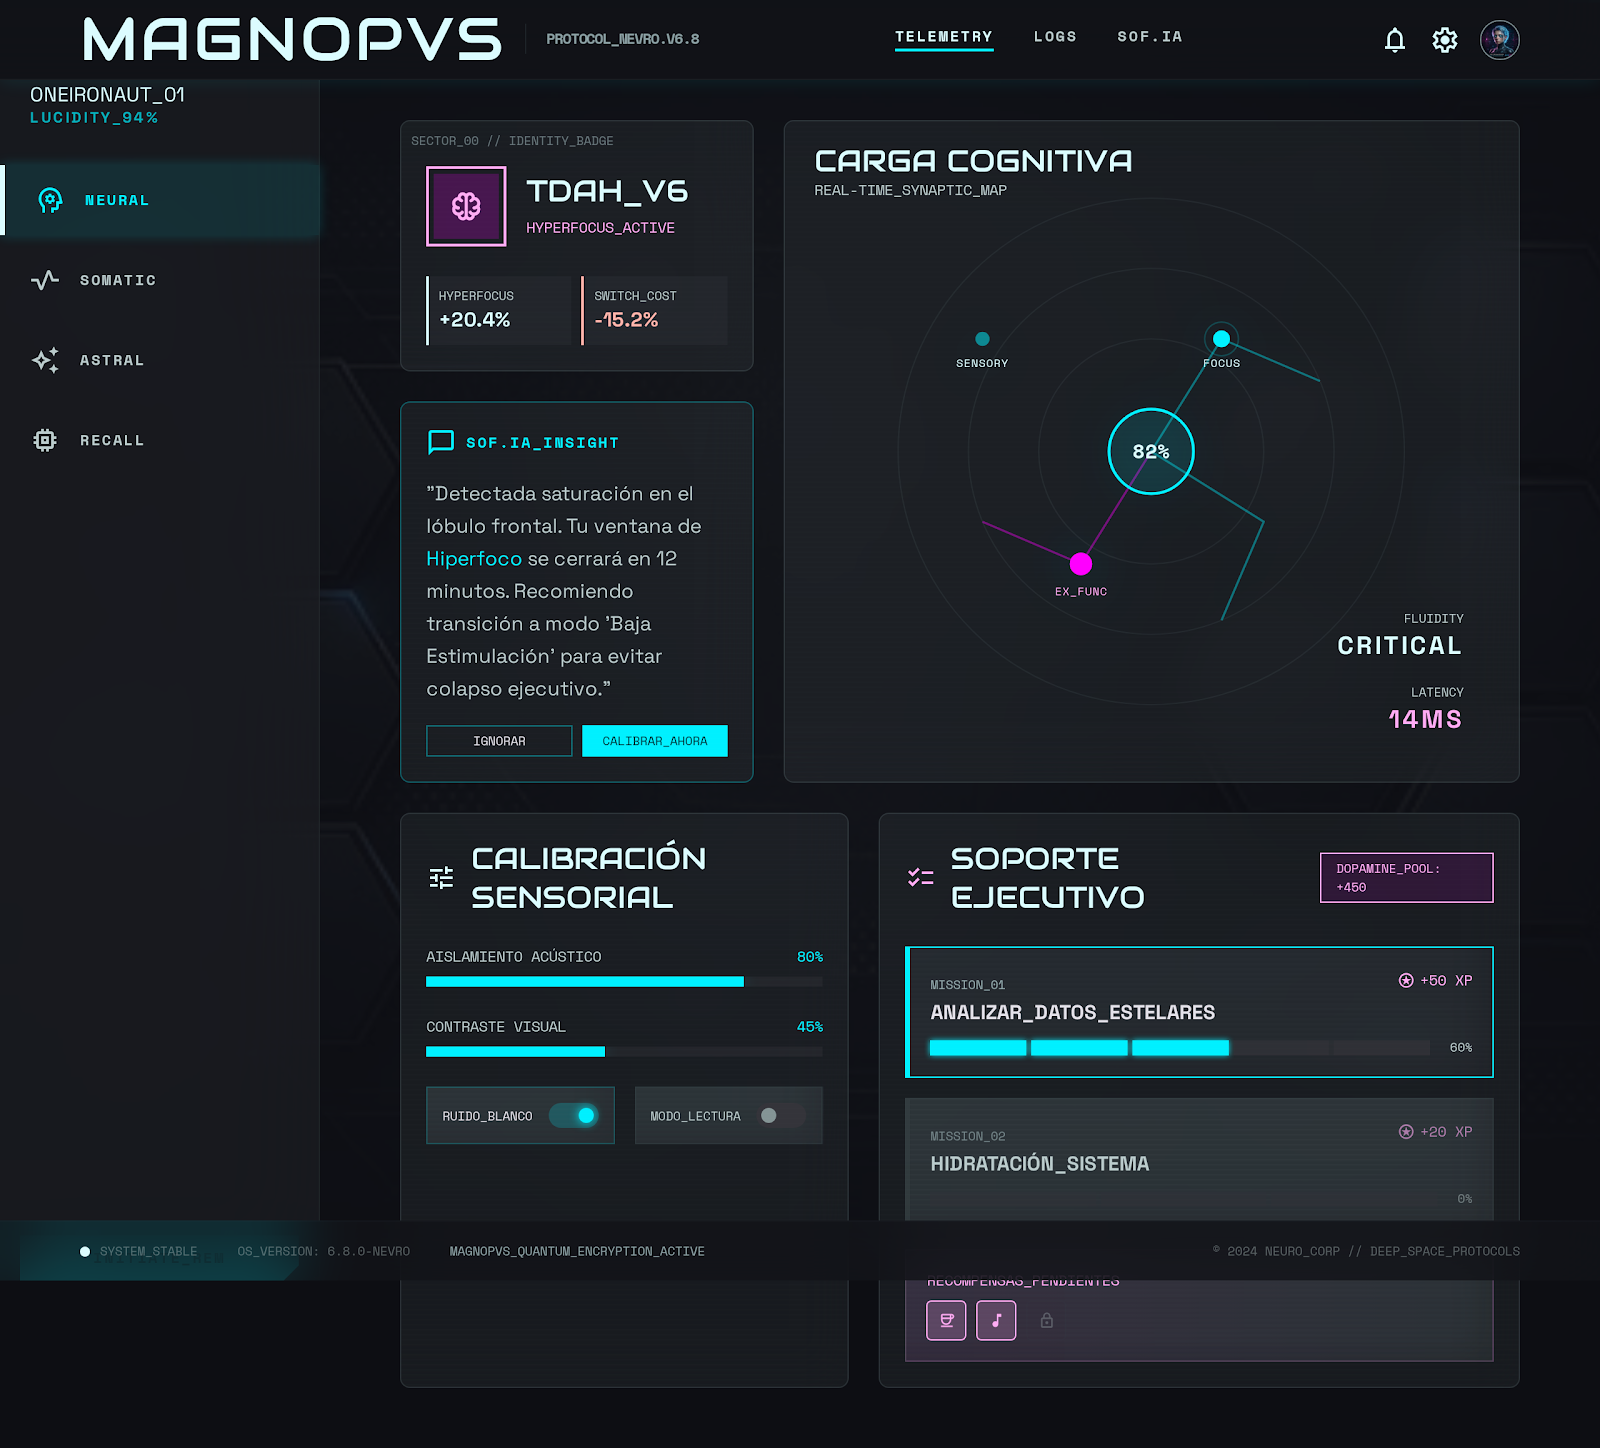 MAGNOPVS
PROTOCOL_NEVRO.V6.8
TELEMETRY
LOGS
SOF.IA
ONEIRONAUT_01
LUCIDITY_94%
NEURAL
SOMATIC
ASTRAL
RECALL
SECTOR_00 // IDENTITY_BADGE
TDAH_V6
HYPERFOCUS_ACTIVE
HYPERFOCUS
+20.4%
SWITCH_COST
-15.2%
SOF.IA_INSIGHT
"Detectada saturación en el
lóbulo frontal. Tu ventana de
Hiperfoco se cerrará en 12
minutos. Recomiendo
transición a modo 'Baja
Estimulación' para evitar
colapso ejecutivo."
IGNORAR
CALIBRAR_AHORA
CARGA COGNITIVA
REAL-TIME_SYNAPTIC_MAP
SENSORY
FOCUS
82%
EX_FUNC
FLUIDITY
CRITICAL
LATENCY
14MS
CALIBRACIÓN
SENSORIAL
AISLAMIENTO ACÚSTICO
80%
CONTRASTE VISUAL
45%
RUIDO_BLANCO
MODO_LECTURA
SOPORTE
EJECUTIVO
DOPAMINE_POOL:
+450
MISSION_01
+50 XP
ANALIZAR_DATOS_ESTELARES
60%
MISSION_02
+20 XP
HIDRATACIÓN_SISTEMA
0%
RECOMPENSAS_PENDIENTES
SYSTEM_STABLE
OS_VERSION: 6.8.0-NEVRO
MAGNOPVS_QUANTUM_ENCRYPTION_ACTIVE
© 2024 NEURO_CORP // DEEP_SPACE_PROTOCOLS